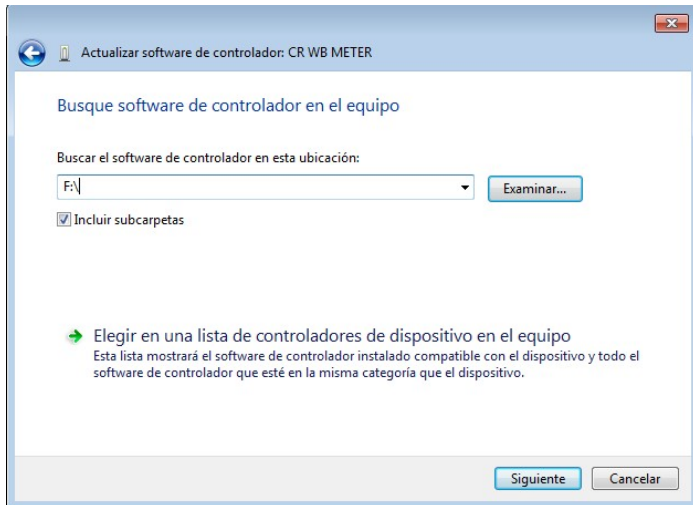 Actualizar software de controlador: CR WB METER
Busque software de controlador en el equipo
Buscar el software de controlador en esta ubicación:
F:\
Examinar...
Incluir subcarpetas
Elegir en una lista de controladores de dispositivo en el equipo
Esta lista mostrará el software de controlador instalado compatible con el dispositivo y todo el
software de controlador que esté en la misma categoría que el dispositivo.
Siguiente
Cancelar